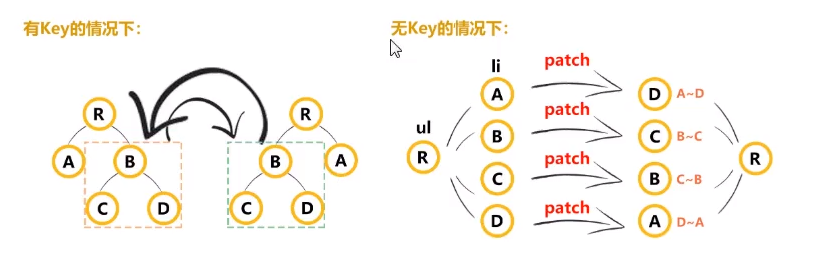 有Key的情况下：
R
A
B
C
D
R
B
A
C
D
无Key的情况下：
ul
R
li
A
patch
D
A~D
B
patch
C
B~C
C
patch
B
C~B
D
patch
A
D~A
R